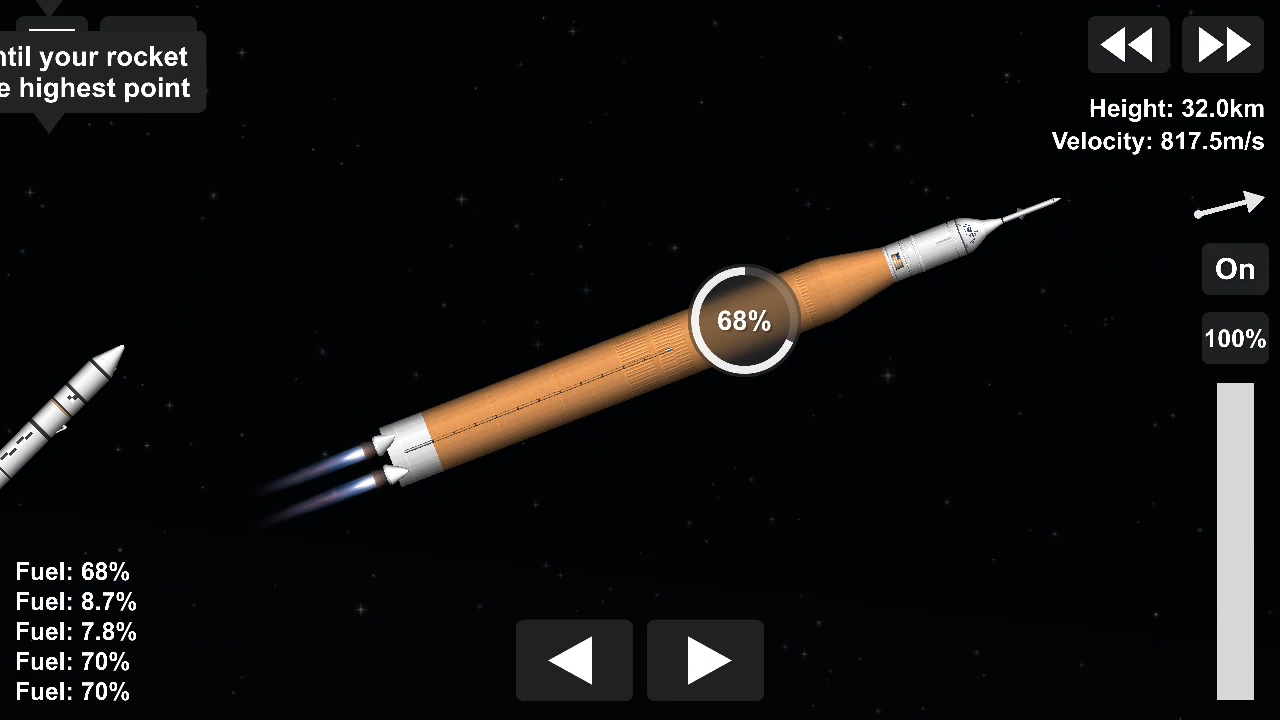 ntil your rocket
e highest point
Height: 32.0km
Velocity: 817.5m/s
On
100%
68%
Fuel: 68%
Fuel: 8.7%
Fuel: 7.8%
Fuel: 70%
Fuel: 70%